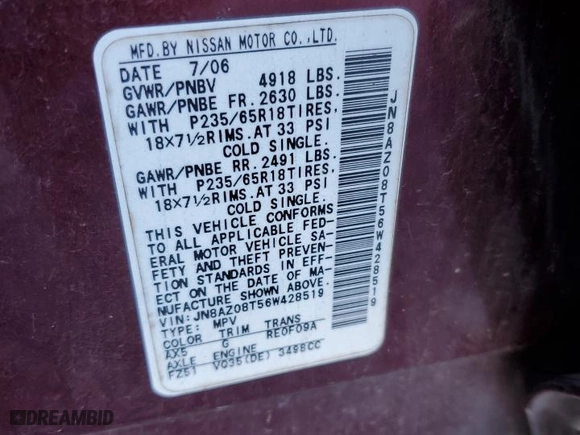 MFD.BY NISSAN MOTOR CO.,LTD.
DATE 7/06
GVWR/PNBV 4918 LBS.
GAWR/PNBE FR. 2630 LBS.
WITH P235/65R18TIRES,
18X7½RIMS.AT 33 PSI
COLD SINGLE.
GAWR/PNBE RR. 2491 LBS.
WITH P235/65R18TIRES,
18X7½RIMS.AT 33 PSI
COLD SINGLE.
THIS VEHICLE CONFORMS
TO ALL APPLICABLE FED-
ERAL MOTOR VEHICLE SA-
FETY AND THEFT PREVEN-
TION STANDARDS IN EFF-
ECT ON THE DATE OF MA-
NUFACTURE SHOWN ABOVE.
VIN:JN8AZ08T56W428519
TYPE: MPV
COLOR TRIM TRANS
AX5 G RE0F09A
AXLE ENGINE
FZ51 VQ35(DE) 3498CC
JN8AZ08T56W428519
DREAMBID